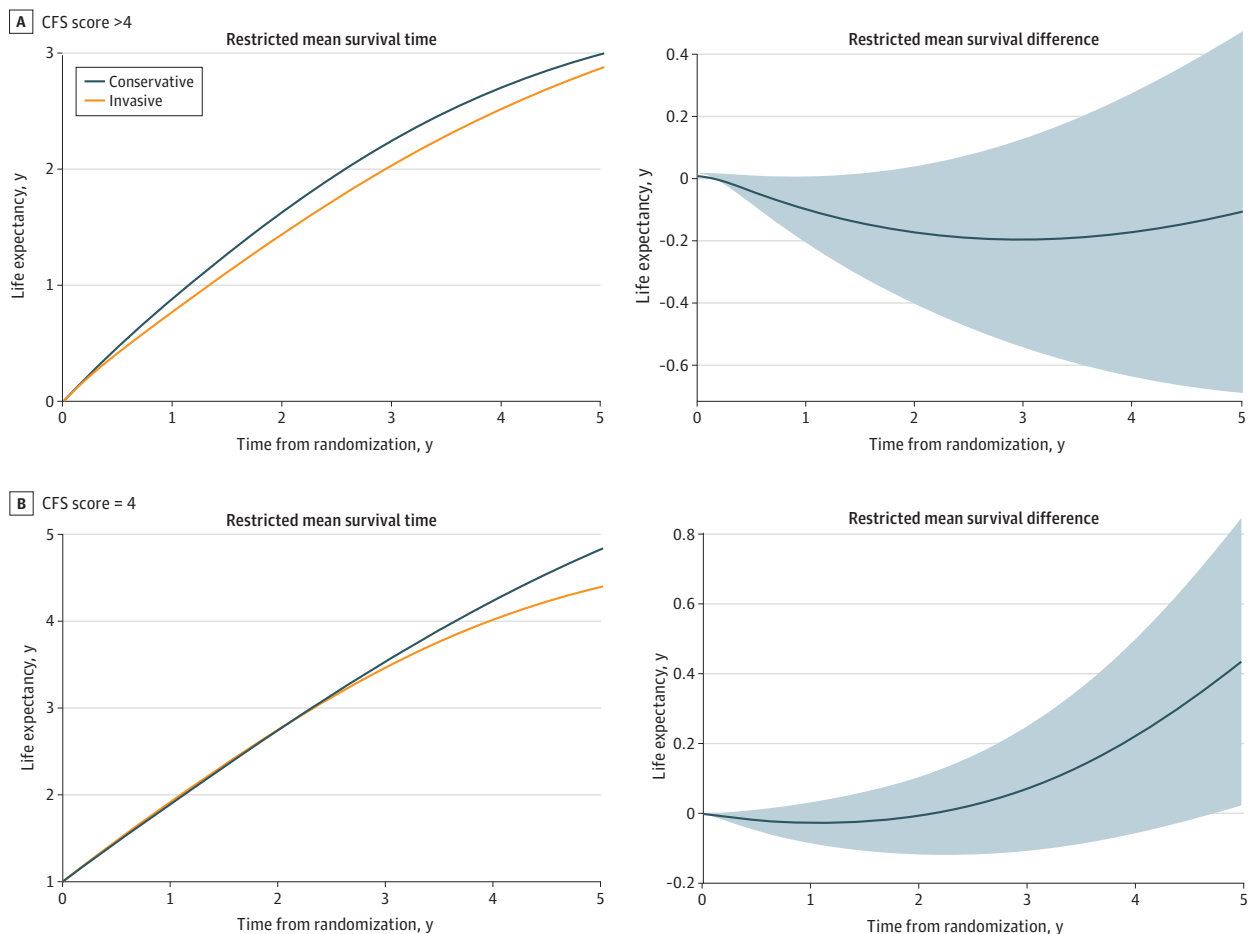 A CFS score >4
Restricted mean survival time
3
2
1
0
Life expectancy, y
Conservative
Invasive
0 1 2 3 4 5
Time from randomization, y
Restricted mean survival difference
0.4
0.2
0
-0.2
-0.4
-0.6
Life expectancy, y
0 1 2 3 4 5
Time from randomization, y
B CFS score = 4
Restricted mean survival time
5
4
3
2
1
Life expectancy, y
0 1 2 3 4 5
Time from randomization, y
Restricted mean survival difference
0.8
0.6
0.4
0.2
0
-0.2
Life expectancy, y
0 1 2 3 4 5
Time from randomization, y